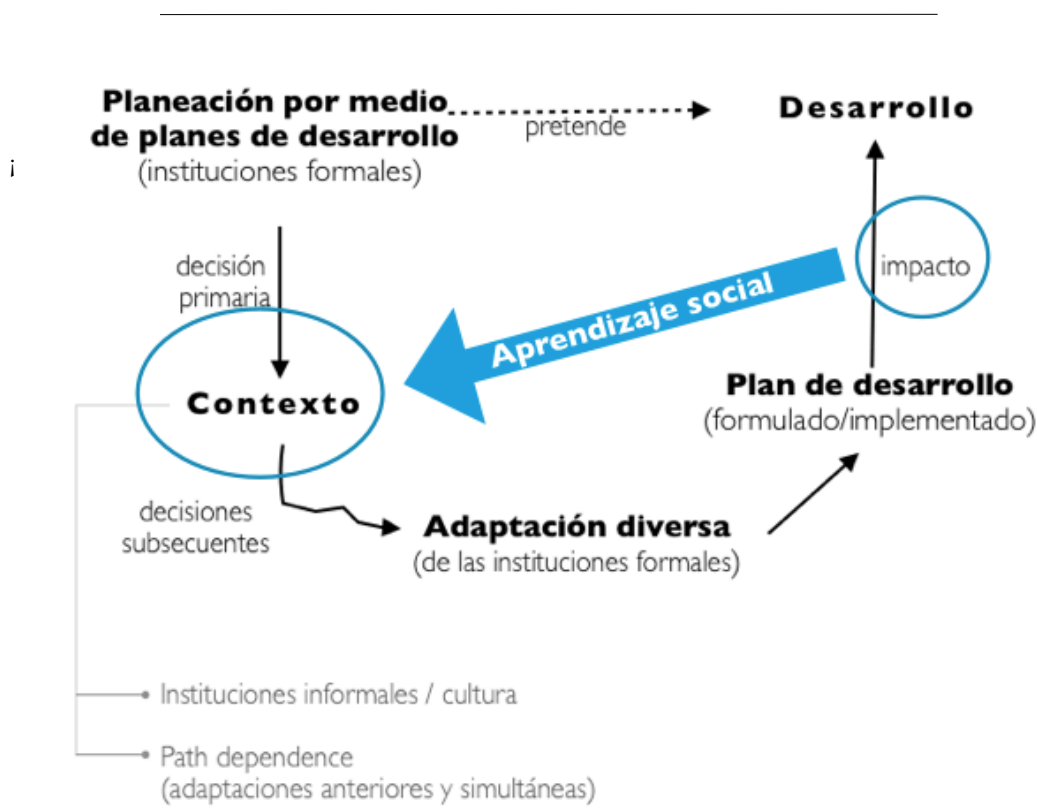 Planeación por medio
de planes de desarrollo
(instituciones formales)
pretende
Desarrollo
¡
decisión
primaria
impacto
Aprendizaje social
Contexto
Plan de desarrollo
(formulado/implementado)
decisiones
subsecuentes
Adaptación diversa
(de las instituciones formales)
Instituciones informales / cultura
Path dependence
(adaptaciones anteriores y simultáneas)